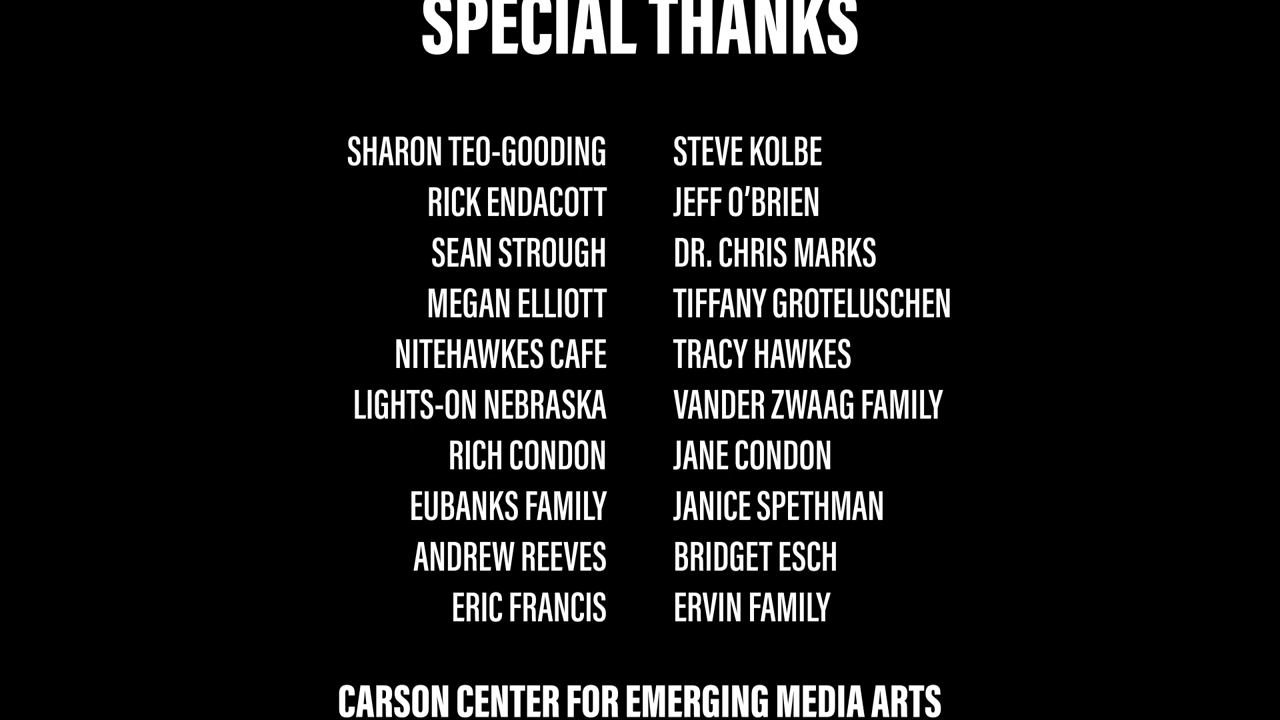 SPECIAL THANKS
SHARON TEO-GOODING STEVE KOLBE
RICK ENDACOTT JEFF O’BRIEN
SEAN STROUGH DR. CHRIS MARKS
MEGAN ELLIOTT TIFFANY GROTELUSCHEN
NITEHAWKES CAFE TRACY HAWKES
LIGHTS-ON NEBRASKA VANDER ZWAAG FAMILY
RICH CONDON JANE CONDON
EUBANKS FAMILY JANICE SPETHMAN
ANDREW REEVES BRIDGET ESCH
ERIC FRANCIS ERVIN FAMILY
CARSON CENTER FOR EMERGING MEDIA ARTS